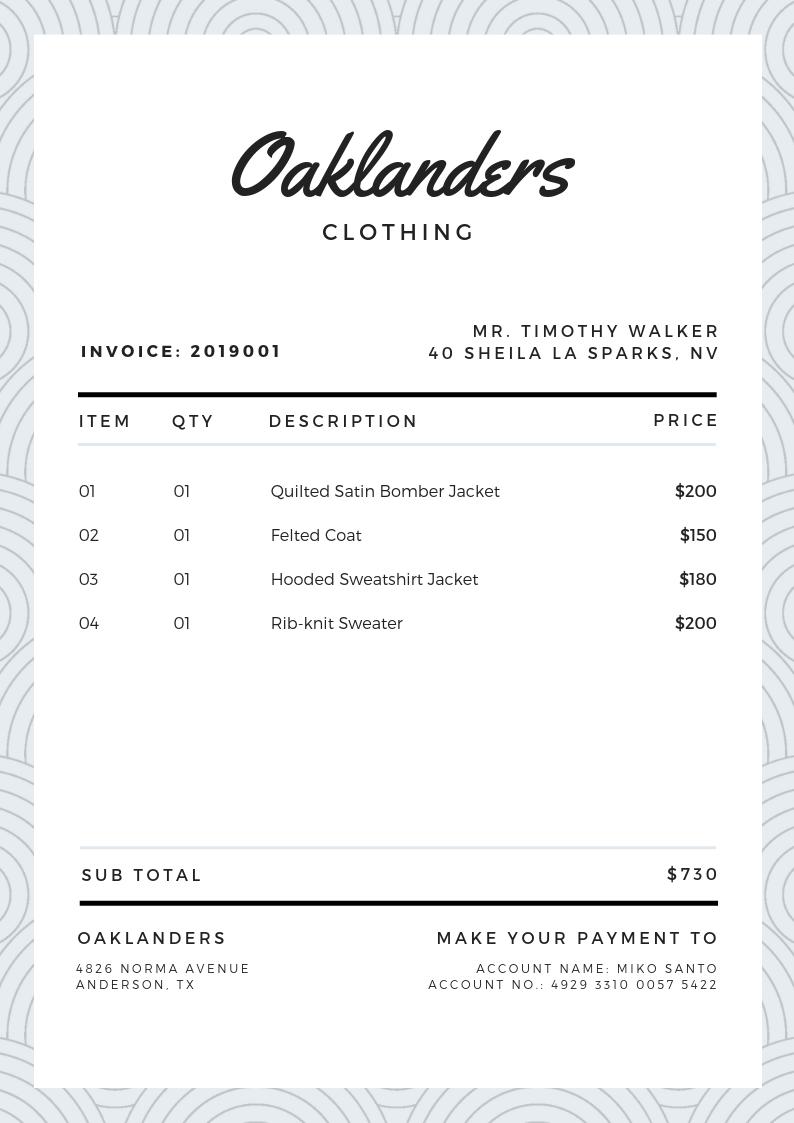 Oaklanders
CLOTHING
INVOICE: 2019001
MR. TIMOTHY WALKER
40 SHEILA LA SPARKS, NV
ITEM QTY DESCRIPTION PRICE
01 01 Quilted Satin Bomber Jacket $200
02 01 Felted Coat $150
03 01 Hooded Sweatshirt Jacket $180
04 01 Rib-knit Sweater $200
SUB TOTAL $730
OAKLANDERS
4826 NORMA AVENUE
ANDERSON, TX
MAKE YOUR PAYMENT TO
ACCOUNT NAME: MIKO SANTO
ACCOUNT NO.: 4929 3310 0057 5422